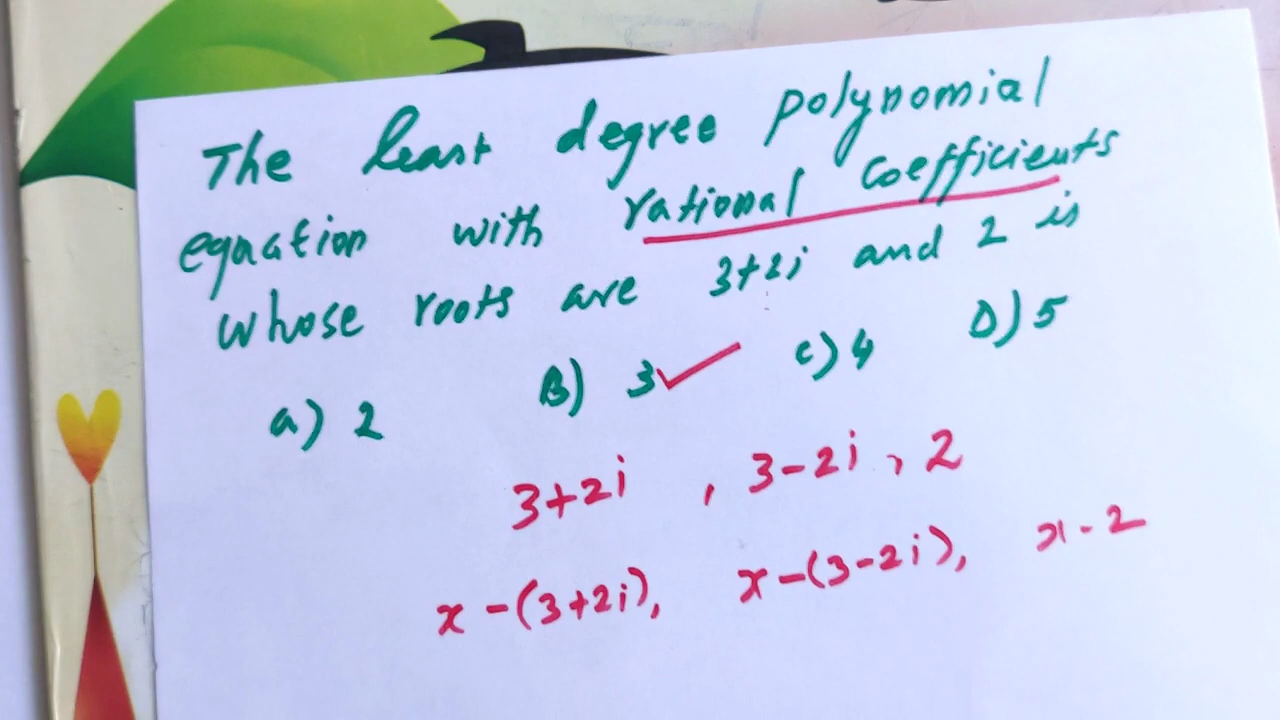 The least degree polynomial
equation with rational coefficients
whose roots are 3+2i and 2 is
a) 2 B) 3 c) 4 D) 5
3+2i , 3-2i , 2
x-(3+2i), x-(3-2i), x-2